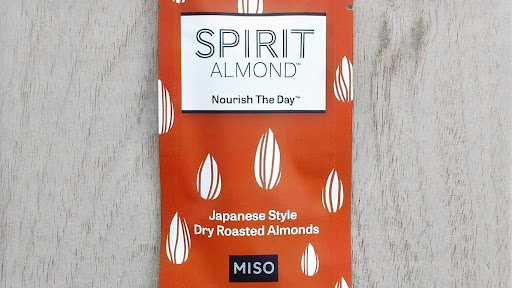 SPIRIT
ALMOND™
Nourish The Day™
Japanese Style
Dry Roasted Almonds
MISO